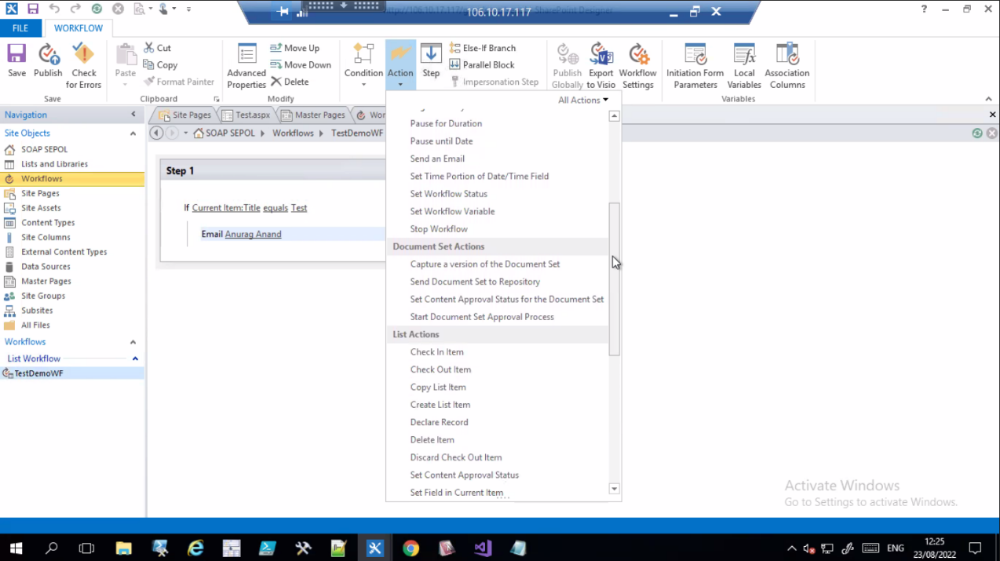 106.10.17.117
SharePoint Designer
FILE
WORKFLOW
Save
Publish
Check for Errors
Save
Paste
Cut
Copy
Format Painter
Clipboard
Advanced Properties
Move Up
Move Down
Delete
Modify
Condition
Action
Step
Else-If Branch
Parallel Block
Impersonation Step
Publish Globally
Export to Visio
Workflow Settings
Initiation Form Parameters
Local Variables
Association Columns
Variables
All Actions
Navigation
Site Pages
Test.aspx
Master Pages
Wor
SOAP SEPOL
Workflows
TestDemoWF
Site Objects
SOAP SEPOL
Lists and Libraries
Workflows
Site Pages
Site Assets
Content Types
Site Columns
External Content Types
Data Sources
Master Pages
Site Groups
Subsites
All Files
Workflows
List Workflow
TestDemoWF
Step 1
If Current Item:Title equals Test
Email Anurag Anand
Pause for Duration
Pause until Date
Send an Email
Set Time Portion of Date/Time Field
Set Workflow Status
Set Workflow Variable
Stop Workflow
Document Set Actions
Capture a version of the Document Set
Send Document Set to Repository
Set Content Approval Status for the Document Set
Start Document Set Approval Process
List Actions
Check In Item
Check Out Item
Copy List Item
Create List Item
Declare Record
Delete Item
Discard Check Out Item
Set Content Approval Status
Set Field in Current Item
Activate Windows
Go to Settings to activate Windows.
ENG
12:25
23/08/2022